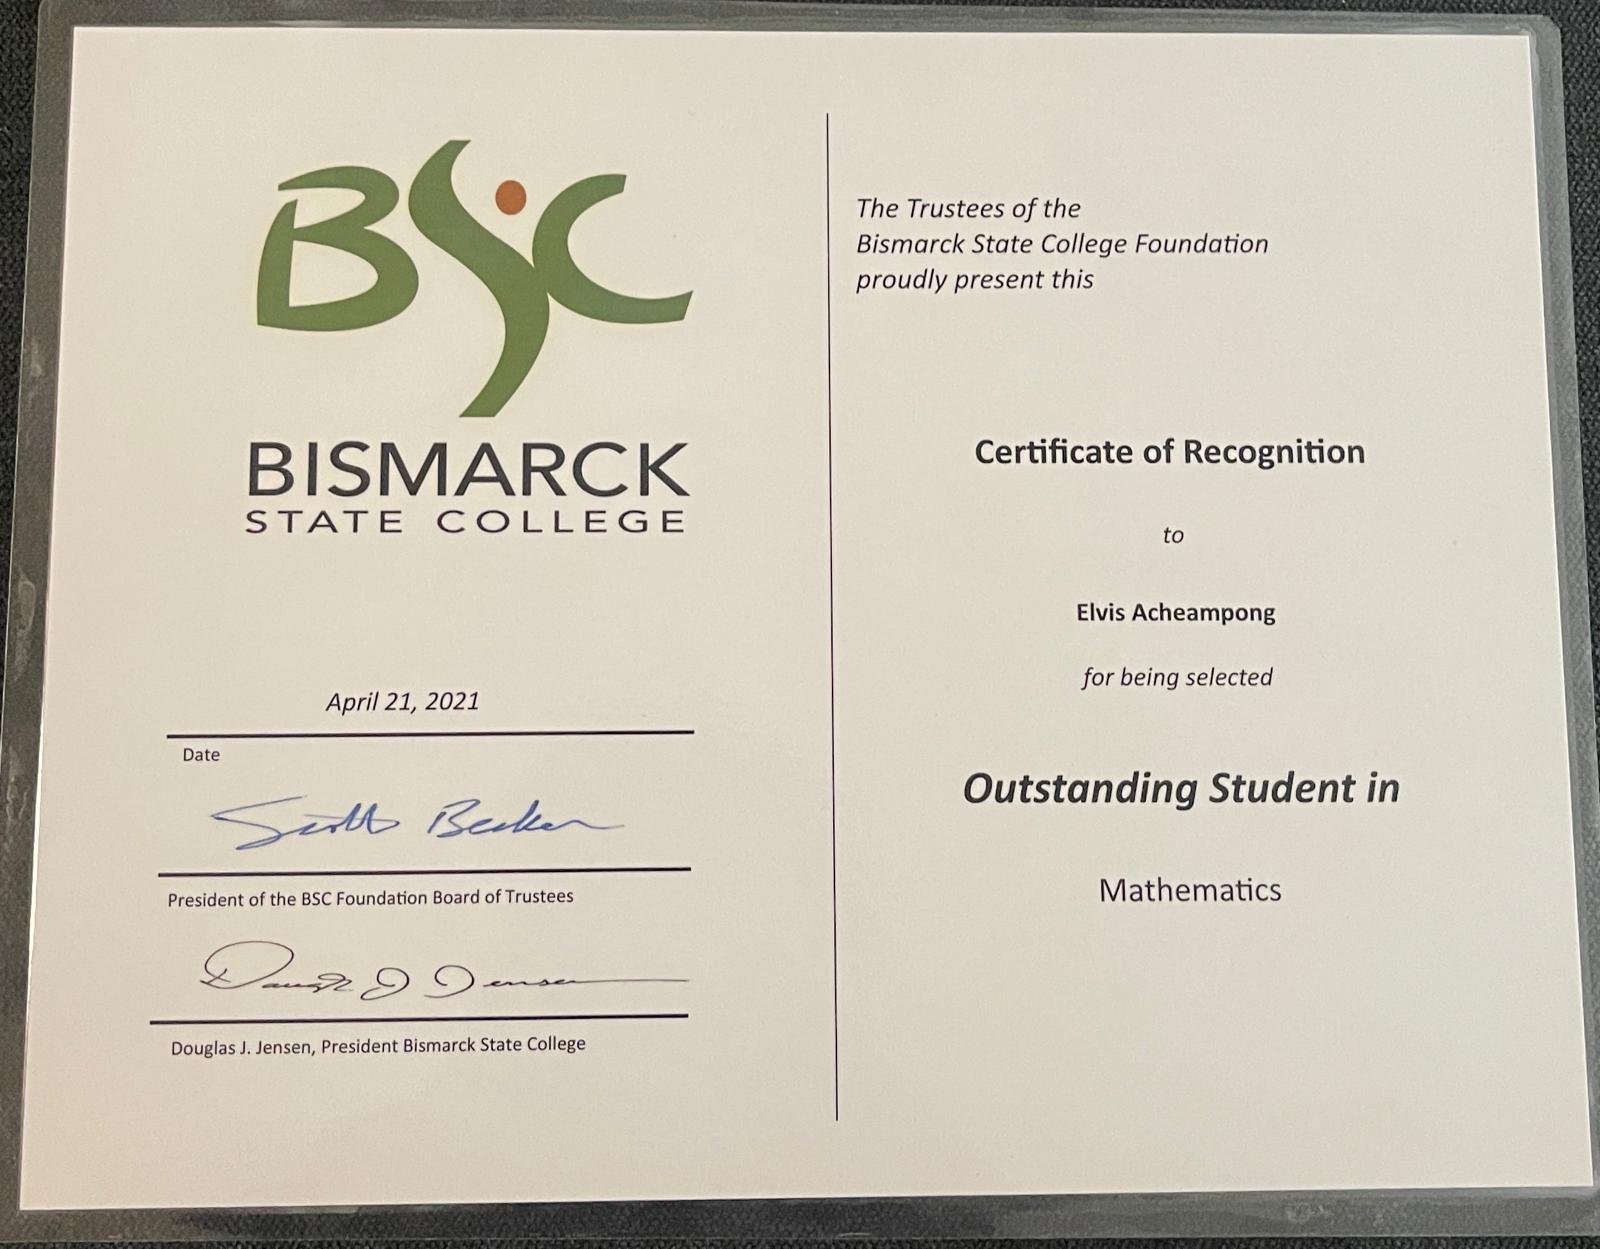 BSC
BISMARCK
STATE COLLEGE
April 21, 2021
Date
Scott Becker
President of the BSC Foundation Board of Trustees
Douglas J Jensen
Douglas J. Jensen, President Bismarck State College
The Trustees of the
Bismarck State College Foundation
proudly present this
Certificate of Recognition
to
Elvis Acheampong
for being selected
Outstanding Student in
Mathematics